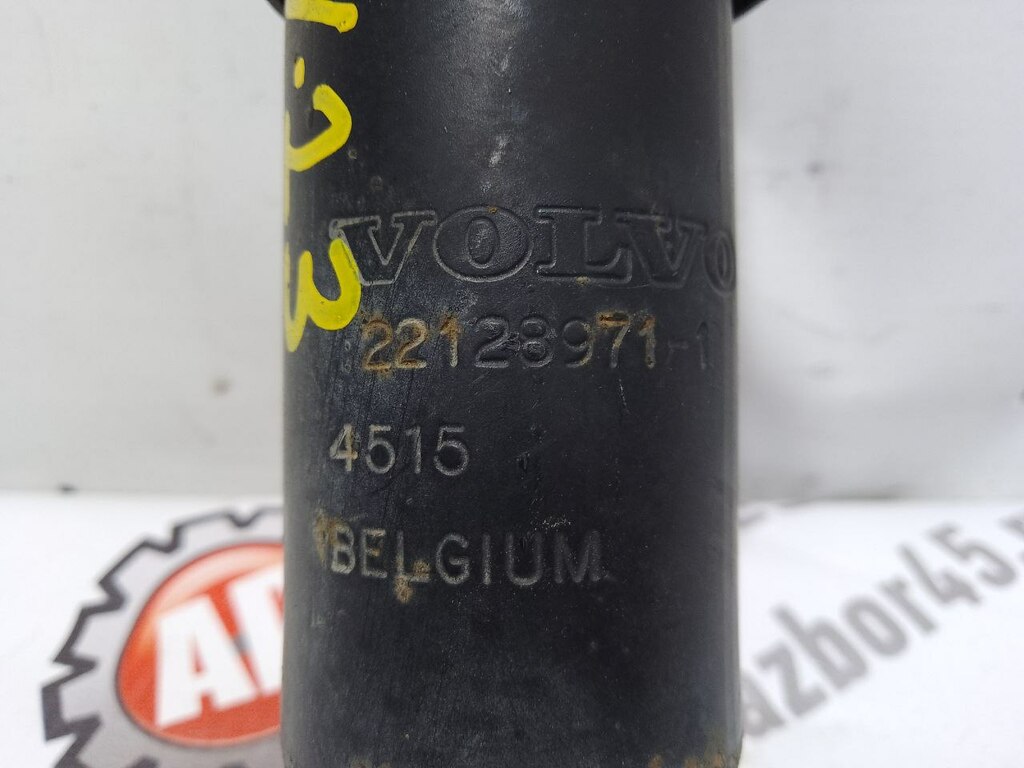 VOLVO
22128971-1
4515
BELGIUM
azbor45.